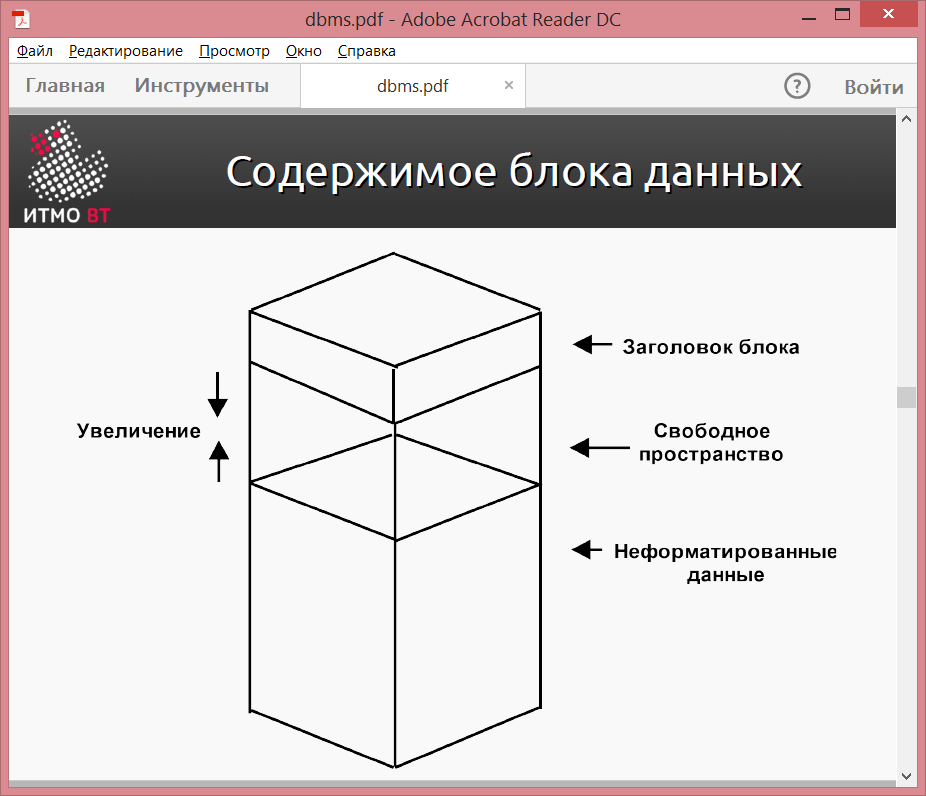 dbms.pdf - Adobe Acrobat Reader DC
Файл Редактирование Просмотр Окно Справка
Главная Инструменты dbms.pdf × ? Войти
Содержимое блока данных
ИТМО ВТ
Заголовок блока
Увеличение
Свободное
пространство
Неформатированные
данные